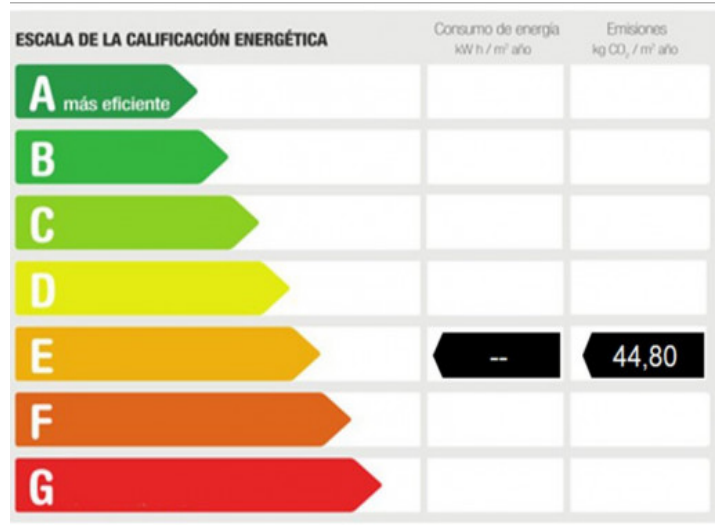 ESCALA DE LA CALIFICACIÓN ENERGÉTICA
Consumo de energía
kW h / m² año
Emisiones
kg CO₂ / m² año
A más eficiente
B
C
D
E -- 44,80
F
G